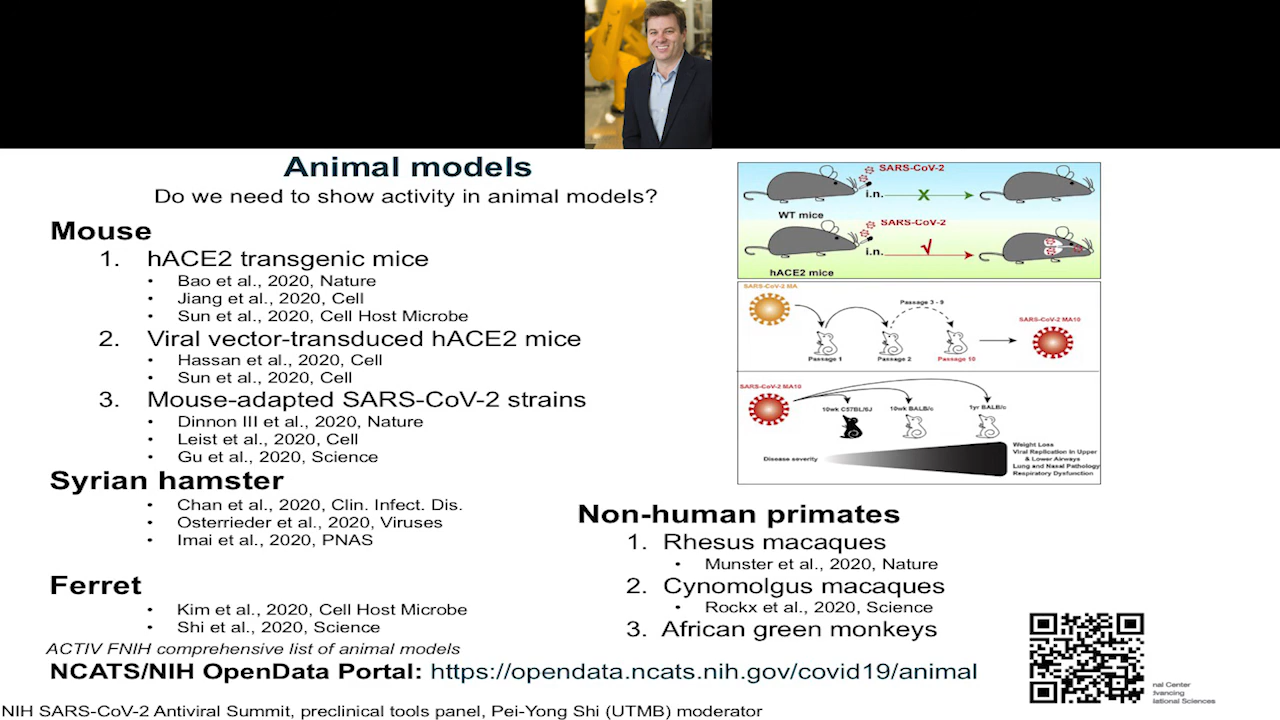 Animal models
Do we need to show activity in animal models?
Mouse
1. hACE2 transgenic mice
• Bao et al., 2020, Nature
• Jiang et al., 2020, Cell
• Sun et al., 2020, Cell Host Microbe
2. Viral vector-transduced hACE2 mice
• Hassan et al., 2020, Cell
• Sun et al., 2020, Cell
3. Mouse-adapted SARS-CoV-2 strains
• Dinnon III et al., 2020, Nature
• Leist et al., 2020, Cell
• Gu et al., 2020, Science
Syrian hamster
• Chan et al., 2020, Clin. Infect. Dis.
• Osterrieder et al., 2020, Viruses
• Imai et al., 2020, PNAS
Ferret
• Kim et al., 2020, Cell Host Microbe
• Shi et al., 2020, Science
ACTIV FNIH comprehensive list of animal models
NCATS/NIH OpenData Portal: https://opendata.ncats.nih.gov/covid19/animal
NIH SARS-CoV-2 Antiviral Summit, preclinical tools panel, Pei-Yong Shi (UTMB) moderator
SARS-CoV-2
i.n. X
WT mice
SARS-CoV-2
i.n. √
hACE2 mice
SARS-CoV-2 MA
Passage 3 - 9
SARS-CoV-2 MA10
Passage 1 Passage 2 Passage 10
SARS-CoV-2 MA10
10wk C57BL/6J 10wk BALB/c 1yr BALB/c
Disease severity
Weight Loss
Viral Replication In Upper
& Lower Airways
Lung and Nasal Pathology
Respiratory Dysfunction
Non-human primates
1. Rhesus macaques
• Munster et al., 2020, Nature
2. Cynomolgus macaques
• Rockx et al., 2020, Science
3. African green monkeys
nal Center
dvancing
lational Sciences